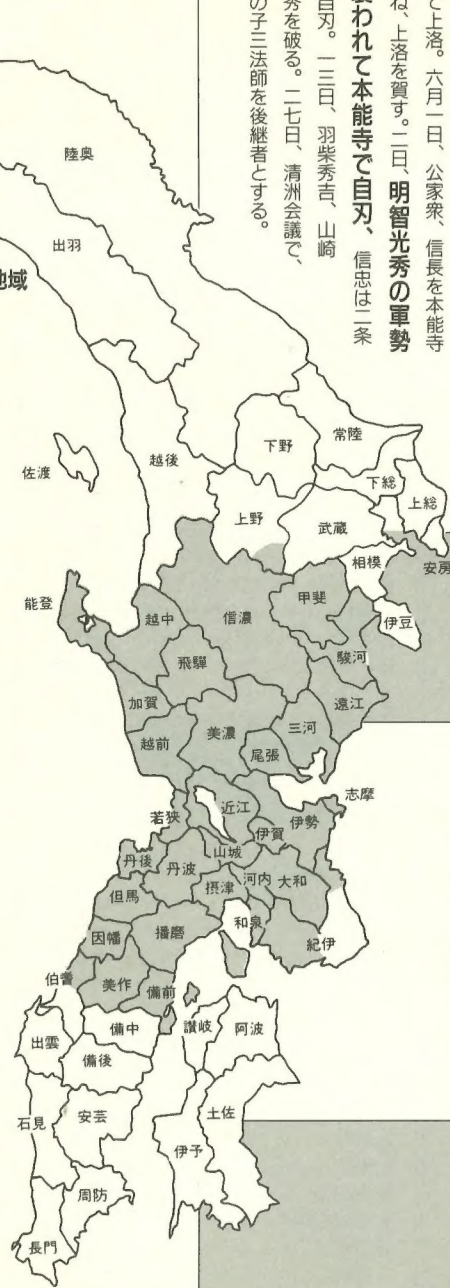 て上洛。六月一日、公家衆、信長を本能寺
ね、上洛を賀す。二日、明智光秀の軍勢
われて本能寺で自刃、信忠は二条
自刃。一三日、羽柴秀吉、山崎
秀を破る。二七日、清洲会議で、
の子三法師を後継者とする。
地域
陸奥
出羽
佐渡
越後
下野
常陸
下総
上総
上野
武蔵
相模
安房
能登
越中
信濃
甲斐
伊豆
飛騨
駿河
加賀
遠江
美濃
三河
越前
尾張
志摩
若狭
近江
伊勢
伊賀
丹後
丹波
山城
河内
大和
但馬
摂津
和泉
因幡
播磨
紀伊
伯耆
美作
備前
出雲
備中
讃岐
阿波
備後
石見
安芸
土佐
伊予
周防
長門